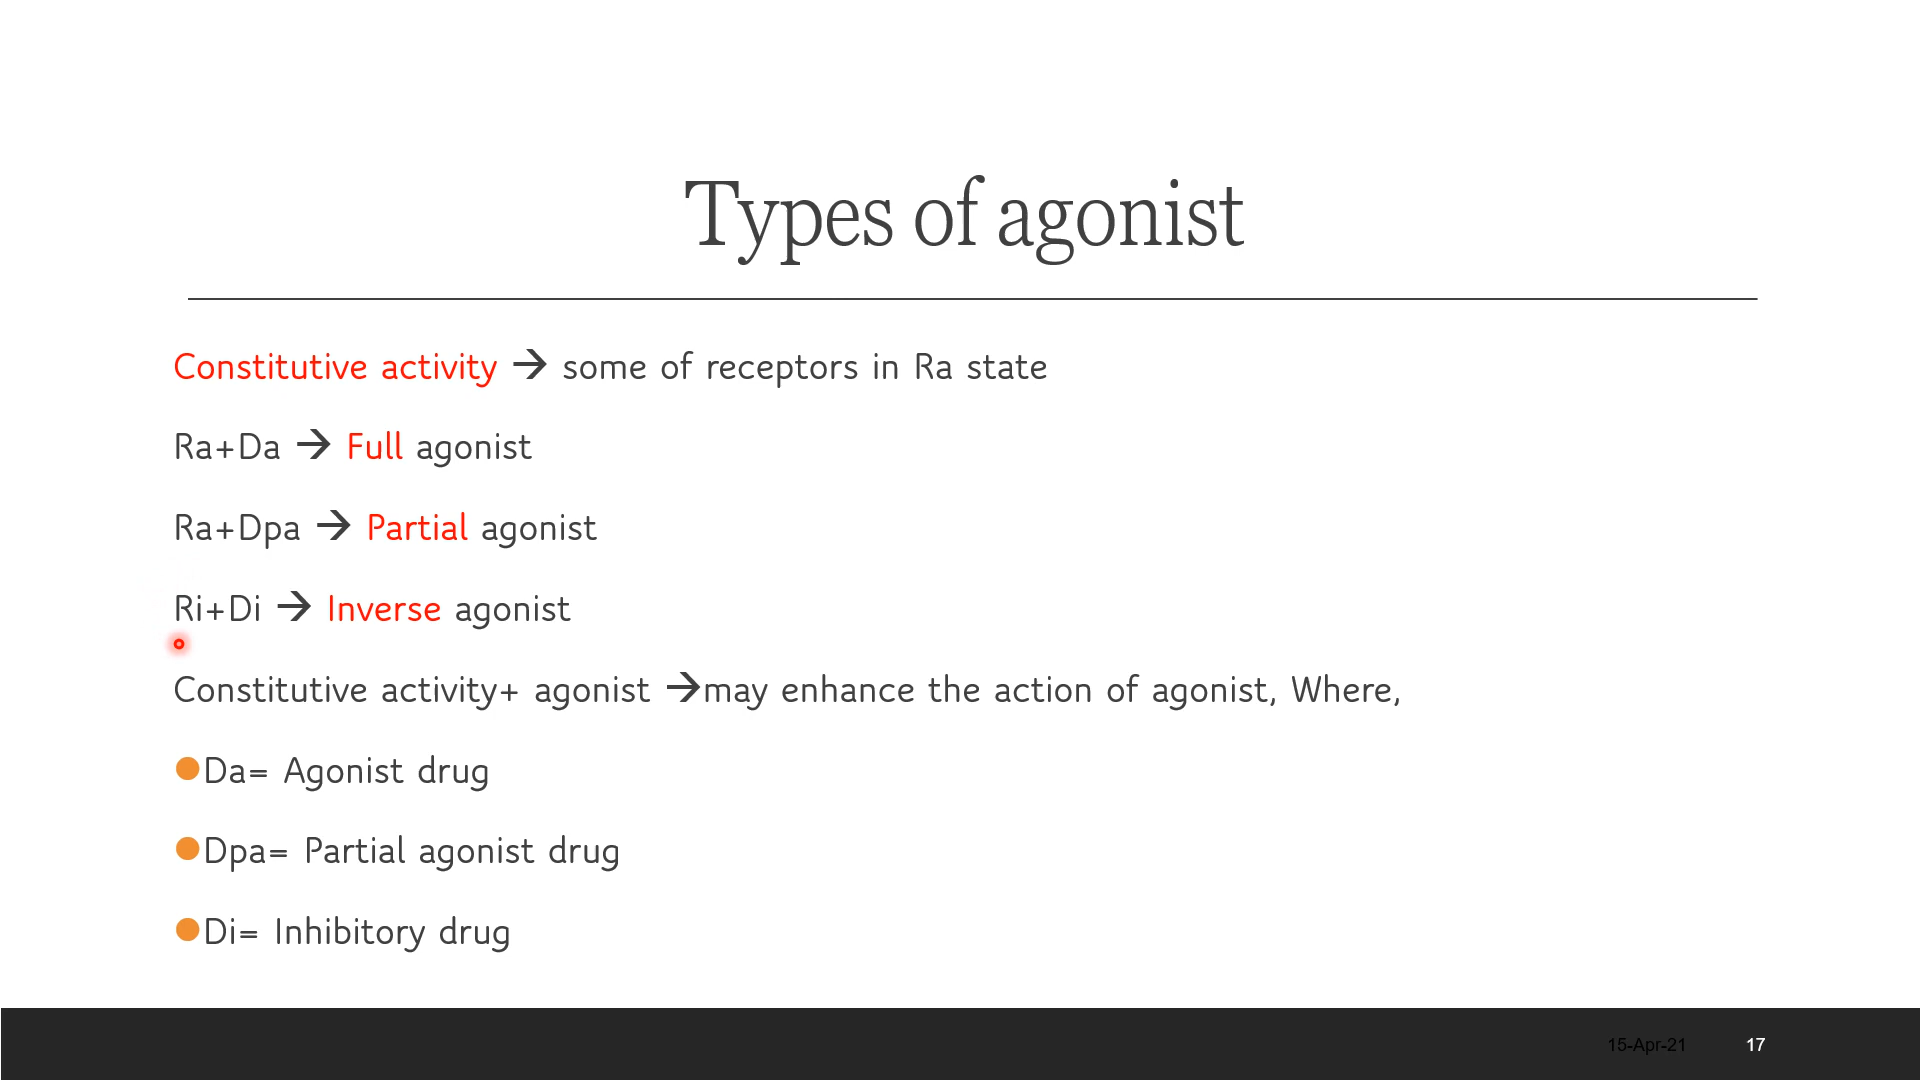 Types of agonist
Constitutive activity → some of receptors in Ra state
Ra+Da → Full agonist
Ra+Dpa → Partial agonist
Ri+Di → Inverse agonist
Constitutive activity+ agonist →may enhance the action of agonist, Where,
●Da= Agonist drug
●Dpa= Partial agonist drug
●Di= Inhibitory drug
15-Apr-21 17